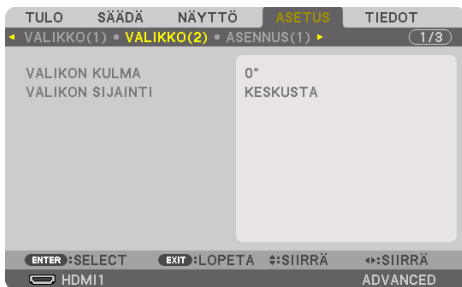 TULO SÄÄDÄ NÄYTTÖ ASETUS TIEDOT
VALIKKO(1) • VALIKKO(2) • ASENNUS(1) 1/3
VALIKON KULMA 0°
VALIKON SIJAINTI KESKUSTA
ENTER :SELECT EXIT :LOPETA :SIIRRÄ :SIIRRÄ
HDMI1 ADVANCED